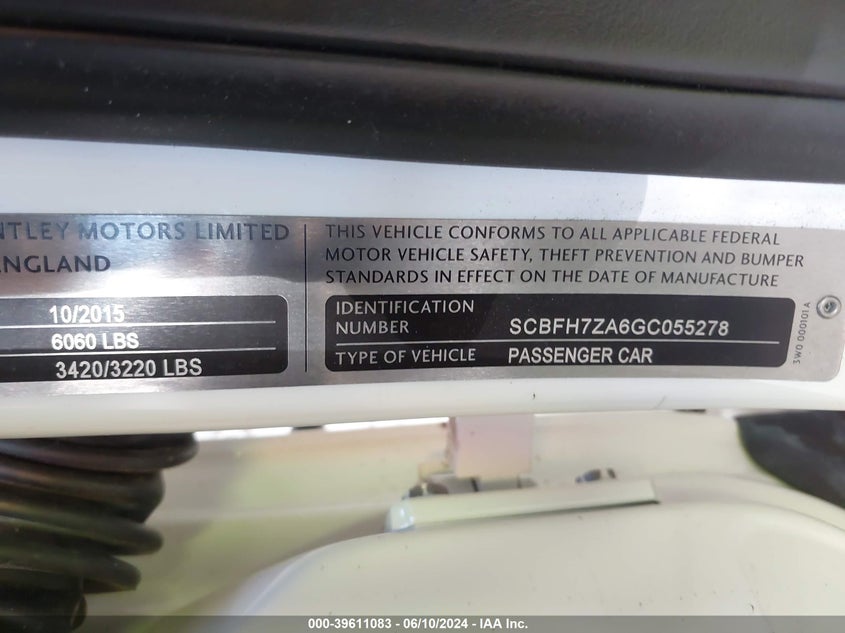 NTLEY MOTORS LIMITED
ENGLAND
10/2015
6060 LBS
3420/3220 LBS
THIS VEHICLE CONFORMS TO ALL APPLICABLE FEDERAL
MOTOR VEHICLE SAFETY, THEFT PREVENTION AND BUMPER
STANDARDS IN EFFECT ON THE DATE OF MANUFACTURE
IDENTIFICATION
NUMBER SCBFH7ZA6GC055278
TYPE OF VEHICLE PASSENGER CAR
3W0 000101 A
000-39611083 - 06/10/2024 - IAA Inc.